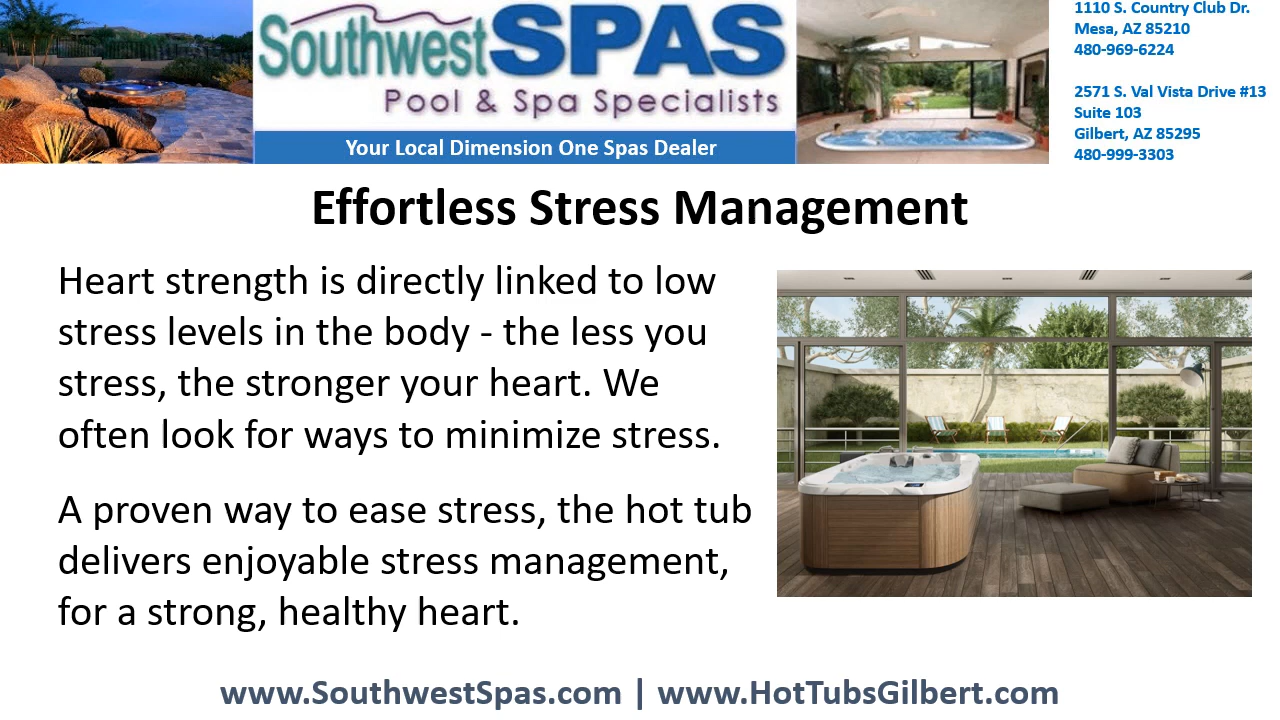 Southwest SPAS
Pool & Spa Specialists
Your Local Dimension One Spas Dealer
1110 S. Country Club Dr.
Mesa, AZ 85210
480-969-6224
2571 S. Val Vista Drive #13
Suite 103
Gilbert, AZ 85295
480-999-3303
Effortless Stress Management
Heart strength is directly linked to low
stress levels in the body - the less you
stress, the stronger your heart. We
often look for ways to minimize stress.
A proven way to ease stress, the hot tub
delivers enjoyable stress management,
for a strong, healthy heart.
www.SouthwestSpas.com | www.HotTubsGilbert.com